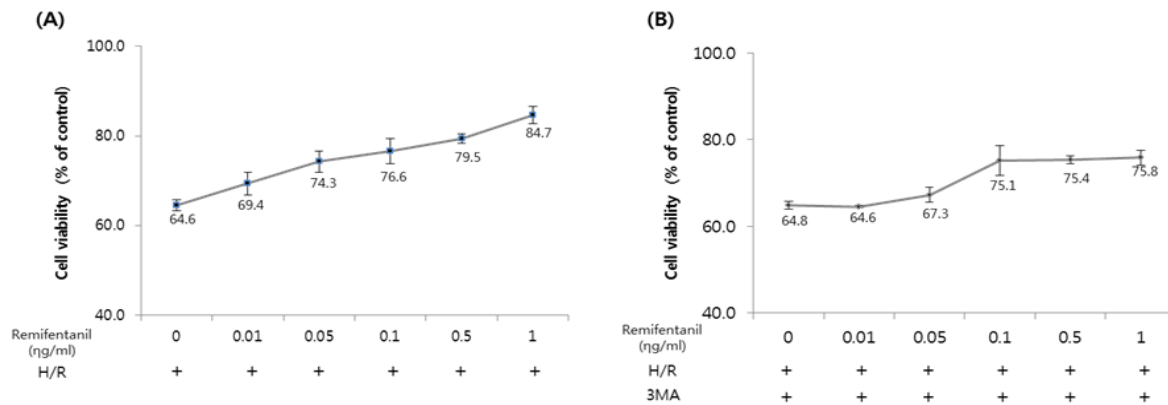 (A)
Cell viability (% of control)
100.0
80.0
60.0
40.0
64.6
69.4
74.3
76.6
79.5
84.7
Remifentanil (ηg/ml) 0 0.01 0.05 0.1 0.5 1
H/R + + + + + +
(B)
Cell viability (% of control)
100.0
80.0
60.0
40.0
64.8
64.6
67.3
75.1
75.4
75.8
Remifentanil (ηg/ml) 0 0.01 0.05 0.1 0.5 1
H/R + + + + + +
3MA + + + + + +